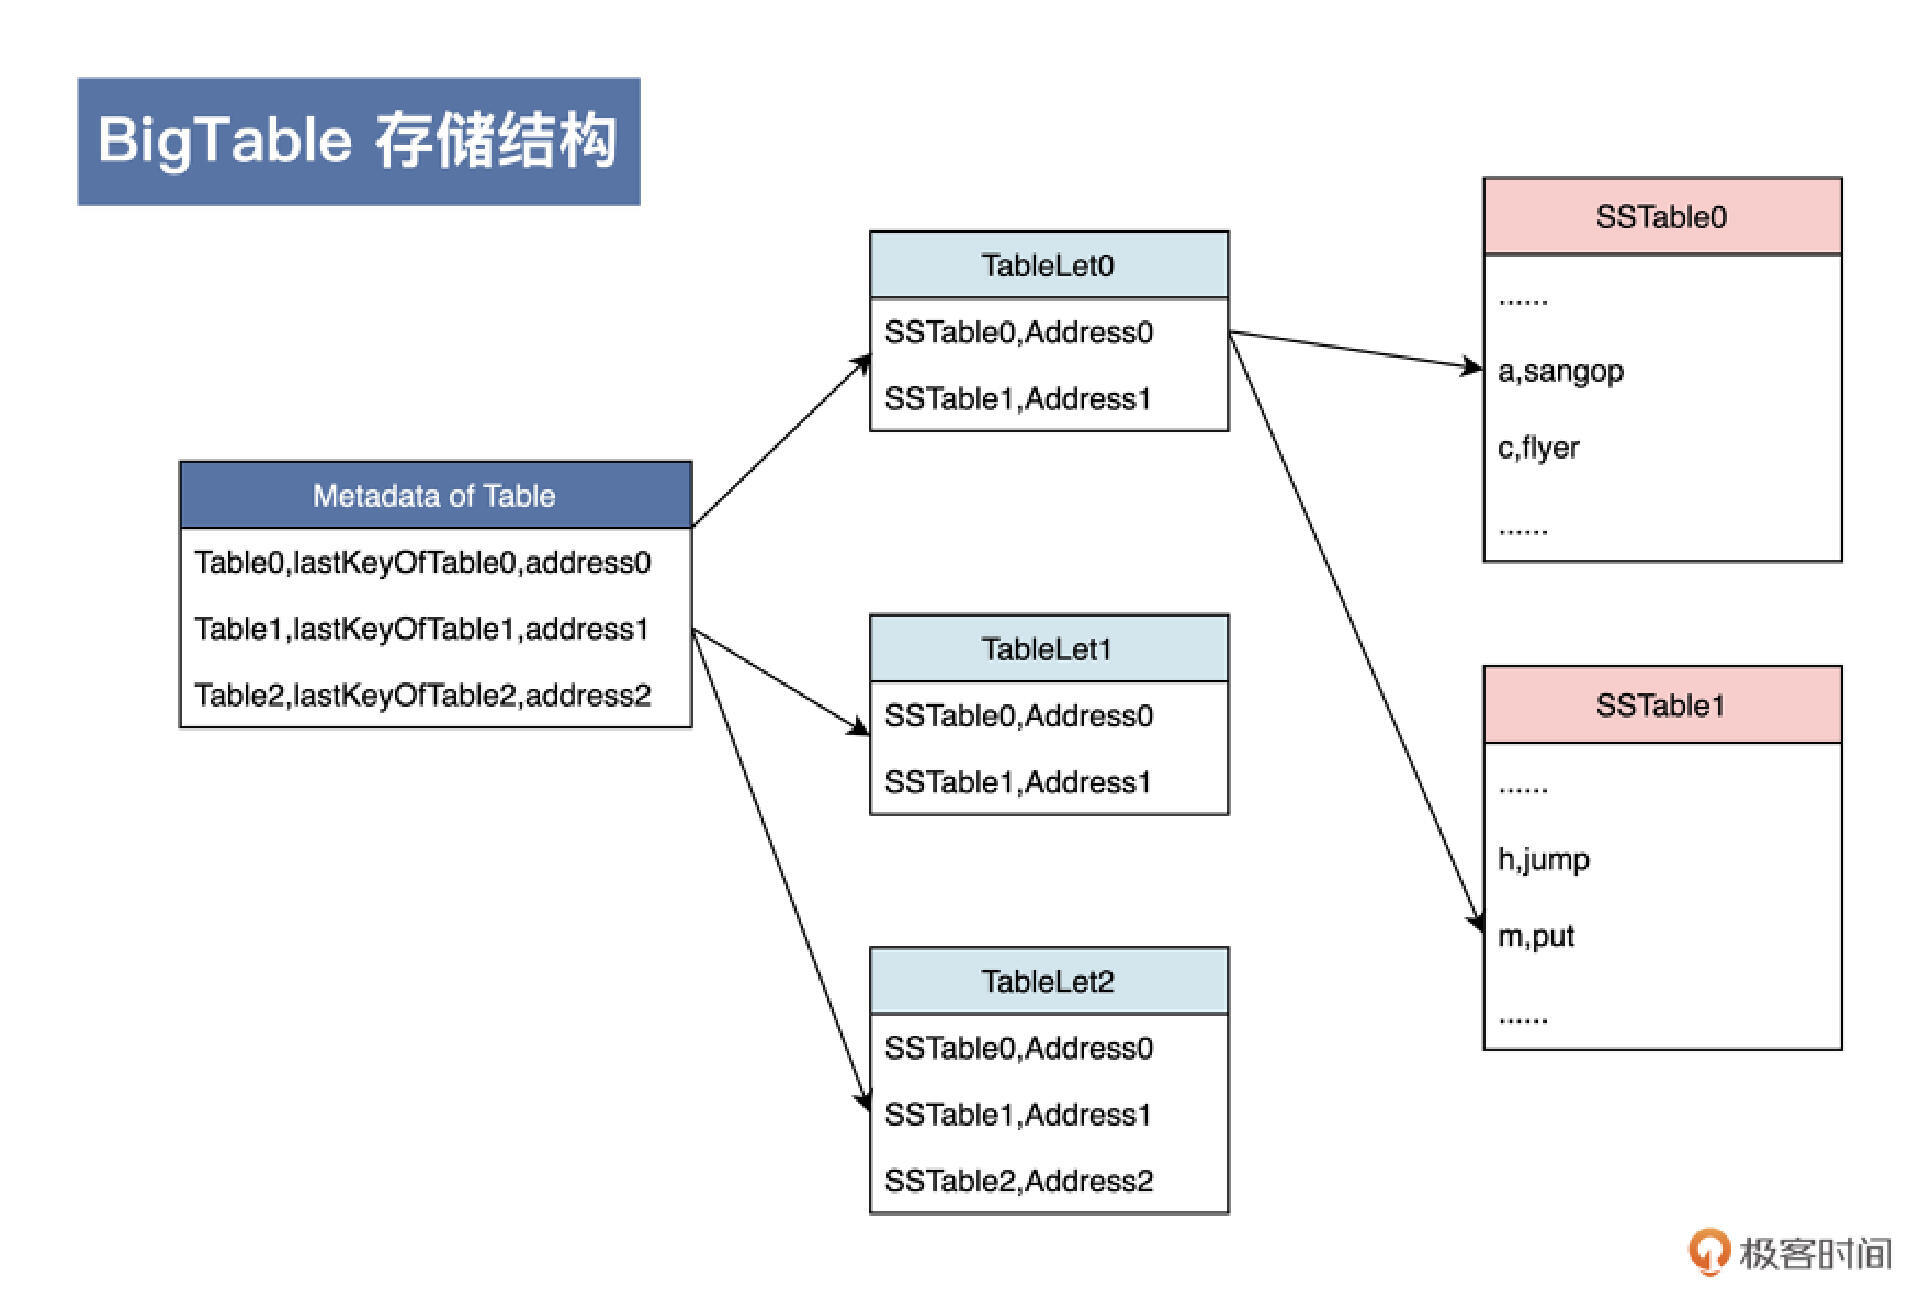 BigTable 存储结构
Metadata of Table
Table0,lastKeyOfTable0,address0
Table1,lastKeyOfTable1,address1
Table2,lastKeyOfTable2,address2
TableLet0
SSTable0,Address0
SSTable1,Address1
TableLet1
SSTable0,Address0
SSTable1,Address1
TableLet2
SSTable0,Address0
SSTable1,Address1
SSTable2,Address2
SSTable0
......
a,sangop
c,flyer
......
SSTable1
......
h,jump
m,put
......
极客时间